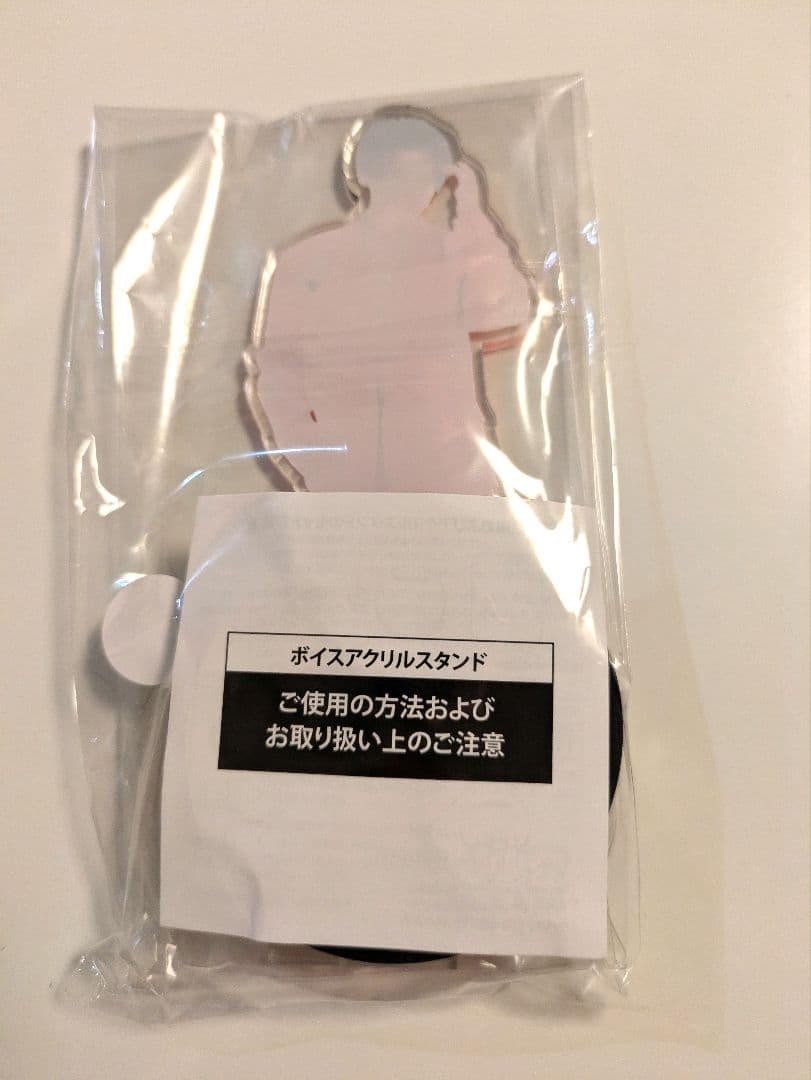 ボイスアクリルスタンド
ご使用の方法および
お取り扱い上のご注意